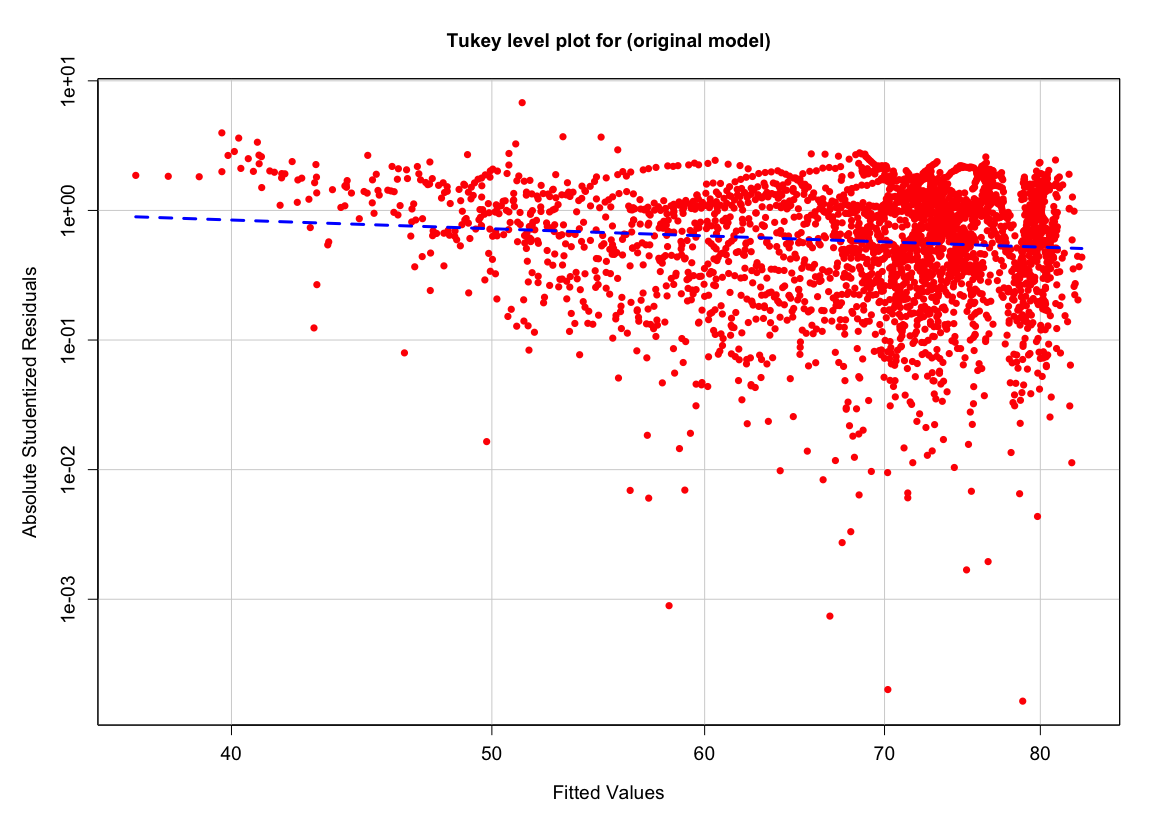 Tukey level plot for (original model)
1e+01
1e+00
1e-01
1e-02
1e-03
Absolute Studentized Residuals
40 50 60 70 80
Fitted Values